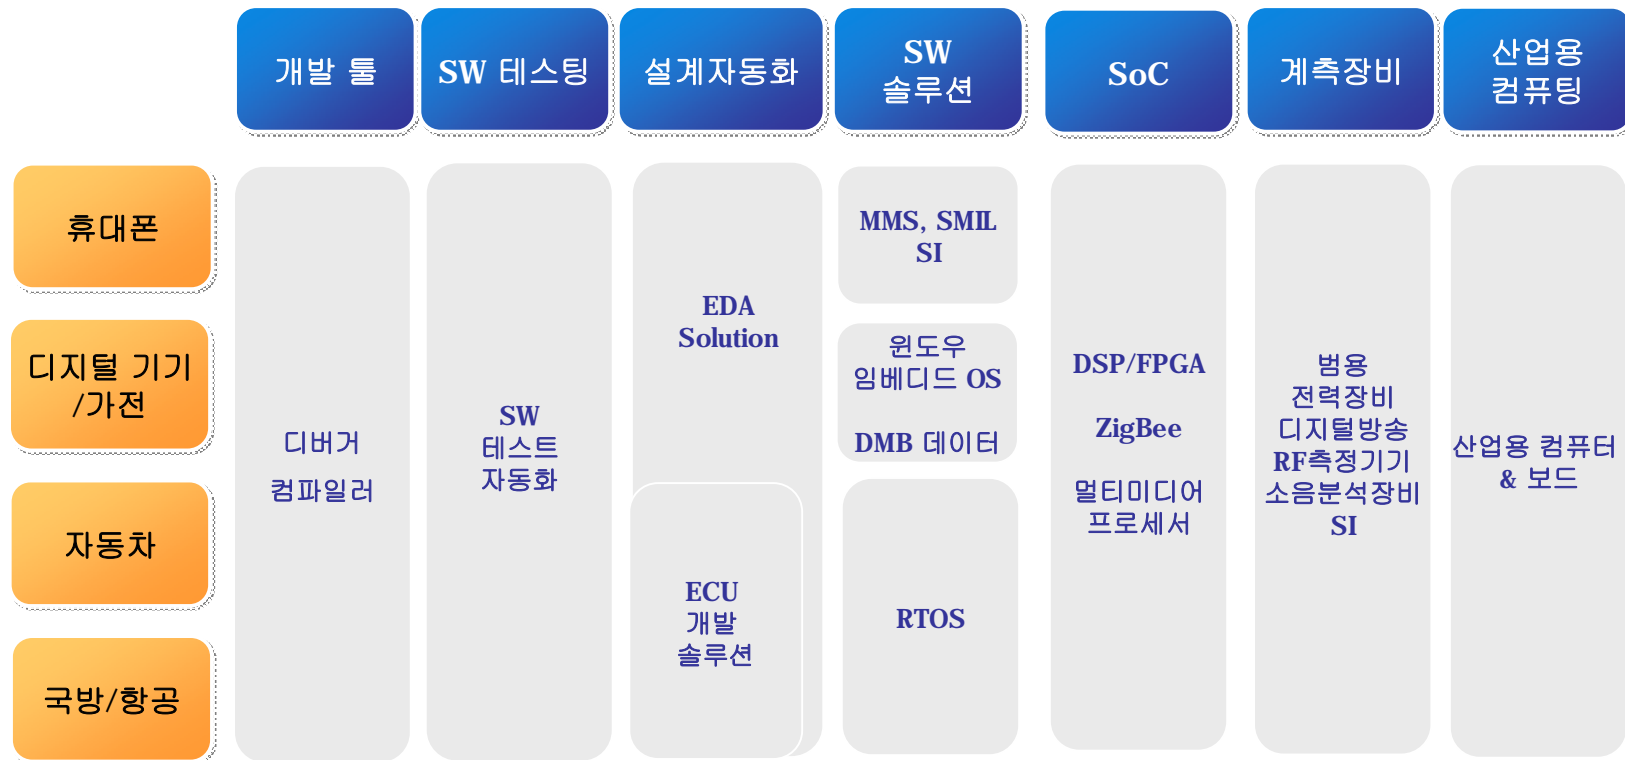 개발 툴
SW 테스팅
설계자동화
SW
솔루션
SoC
계측장비
산업용
컴퓨팅
휴대폰
디지털 기기
/가전
자동차
국방/항공
디버거
컴파일러
SW
테스트
자동화
EDA
Solution
ECU
개발
솔루션
MMS, SMIL
SI
윈도우
임베디드 OS
DMB 데이터
RTOS
DSP/FPGA
ZigBee
멀티미디어
프로세서
범용
전력장비
디지털방송
RF측정기기
소음분석장비
SI
산업용 컴퓨터
& 보드